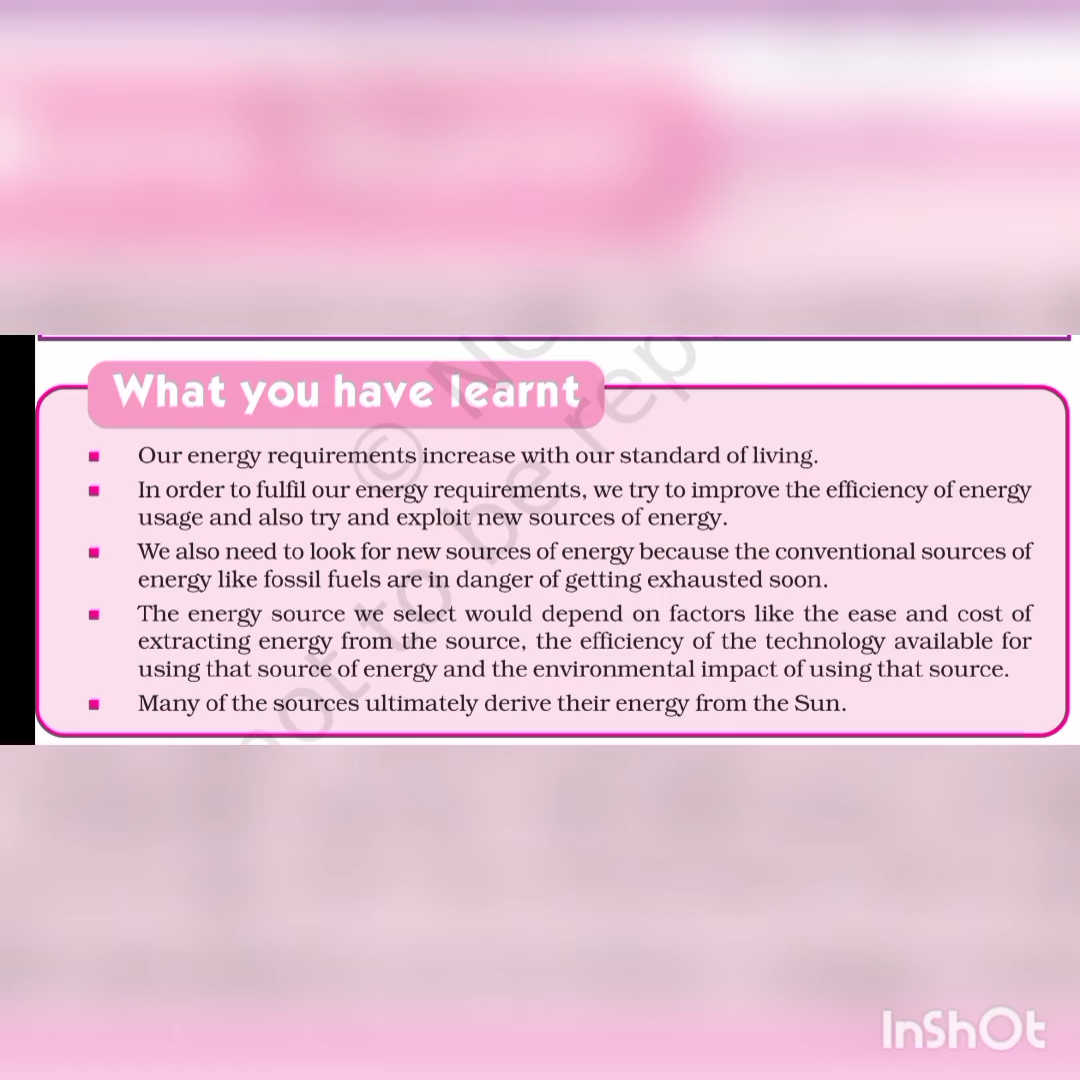 What you have learnt
▪ Our energy requirements increase with our standard of living.
▪ In order to fulfil our energy requirements, we try to improve the efficiency of energy
usage and also try and exploit new sources of energy.
▪ We also need to look for new sources of energy because the conventional sources of
energy like fossil fuels are in danger of getting exhausted soon.
▪ The energy source we select would depend on factors like the ease and cost of
extracting energy from the source, the efficiency of the technology available for
using that source of energy and the environmental impact of using that source.
▪ Many of the sources ultimately derive their energy from the Sun.
© N
not to be rep
InShOt